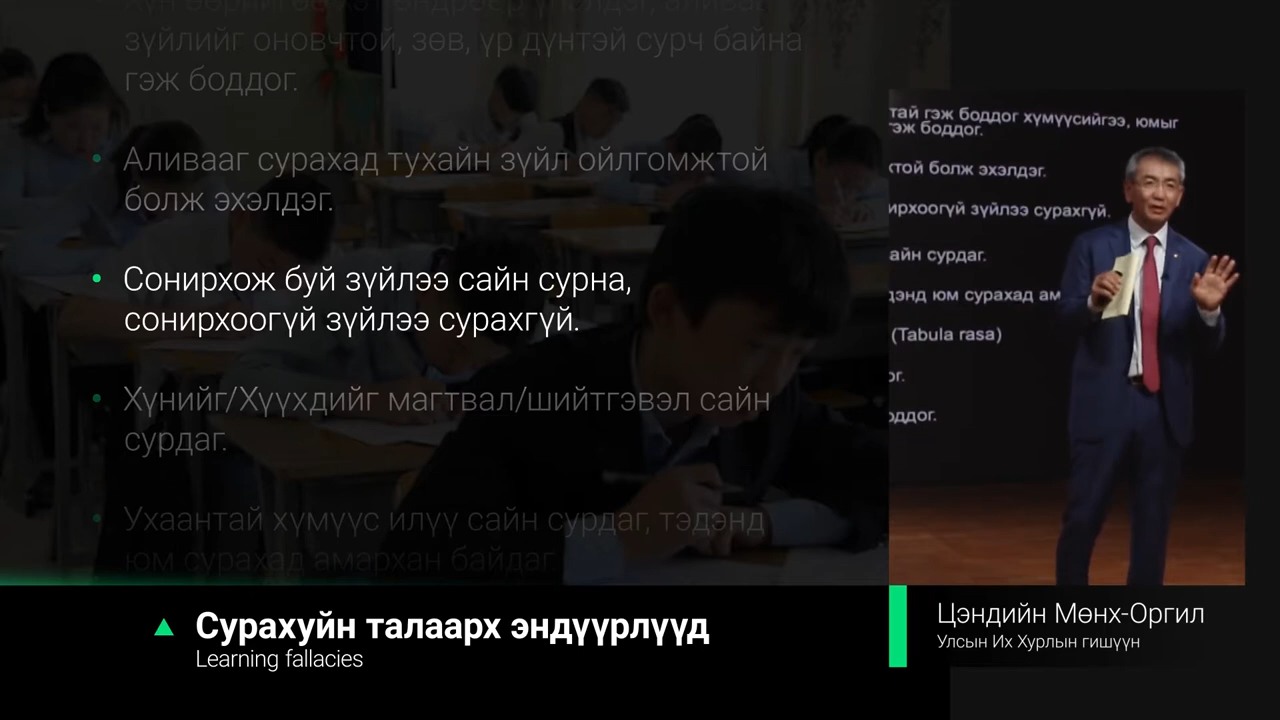 зүйлийг оновчтой, зөв, үр дүнтэй сурч байна
гэж боддог.
• Аливааг сурахад тухайн зүйл ойлгомжтой
болж эхэлдэг.
• Сонирхож буй зүйлээ сайн сурна,
сонирхоогүй зүйлээ сурахгүй.
• Хүнийг/Хүүхдийг магтвал/шийтгэвэл сайн
сурдаг.
• Ухаантай хүмүүс илүү сайн сурдаг, тэдэнд
юм сурахад амархан байдаг.
тай гэж боддог хүмүүсийгээ, юмыг
гэж боддог.
ктой болж эхэлдэг.
ирхоогүй зүйлээ сурахгүй.
айн сурдаг.
дэнд юм сурахад ам
(Tabula rasa)
ог.
оддог.
Сурахуйн талаарх эндүүрлүүд
Learning fallacies
Цэндийн Мөнх-Оргил
Улсын Их Хурлын гишүүн